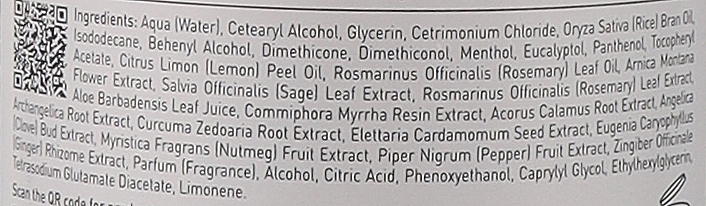 Ingredients: Aqua (Water), Cetearyl Alcohol, Glycerin, Cetrimonium Chloride, Oryza Sativa (Rice) Bran Oil,
Isododecane, Behenyl Alcohol, Dimethicone, Dimethiconol, Menthol, Eucalyptol, Panthenol, Tocopheryl
Acetate, Citrus Limon (Lemon) Peel Oil, Rosmarinus Officinalis (Rosemary) Leaf Oil, Arnica Montana
Flower Extract, Salvia Officinalis (Sage) Leaf Extract, Rosmarinus Officinalis (Rosemary) Leaf Extract,
Aloe Barbadensis Leaf Juice, Commiphora Myrrha Resin Extract, Acorus Calamus Root Extract, Angelica
Archangelica Root Extract, Curcuma Zedoaria Root Extract, Elettaria Cardamomum Seed Extract, Eugenia Caryophyllus
(Clove) Bud Extract, Myristica Fragrans (Nutmeg) Fruit Extract, Piper Nigrum (Pepper) Fruit Extract, Zingiber Officinale
(Ginger) Rhizome Extract, Parfum (Fragrance), Alcohol, Citric Acid, Phenoxyethanol, Caprylyl Glycol, Ethylhexylglycerin,
Tetrasodium Glutamate Diacetate, Limonene.
Scan the QR code for